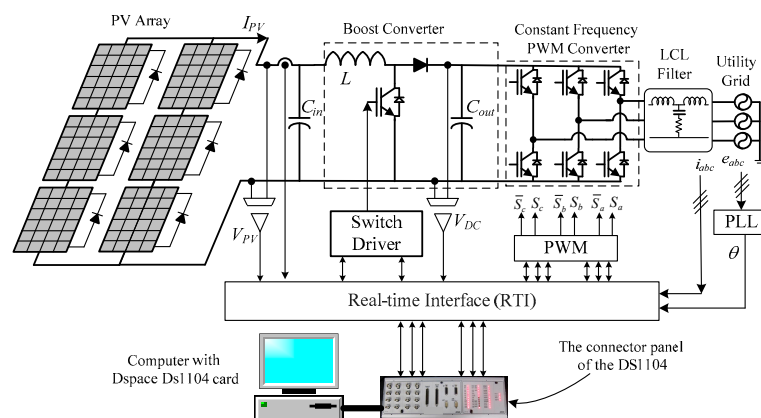 PV Array
I_PV
Boost Converter
Constant Frequency
PWM Converter
LCL
Filter
Utility
Grid
L
C_in
C_out
i_abc
e_abc
V_PV
Switch
Driver
V_DC
S̅_c S_c S̅_b S_b S̅_a S_a
PWM
PLL
θ
Real-time Interface (RTI)
Computer with
Dspace Ds1104 card
The connector panel
of the DS1104